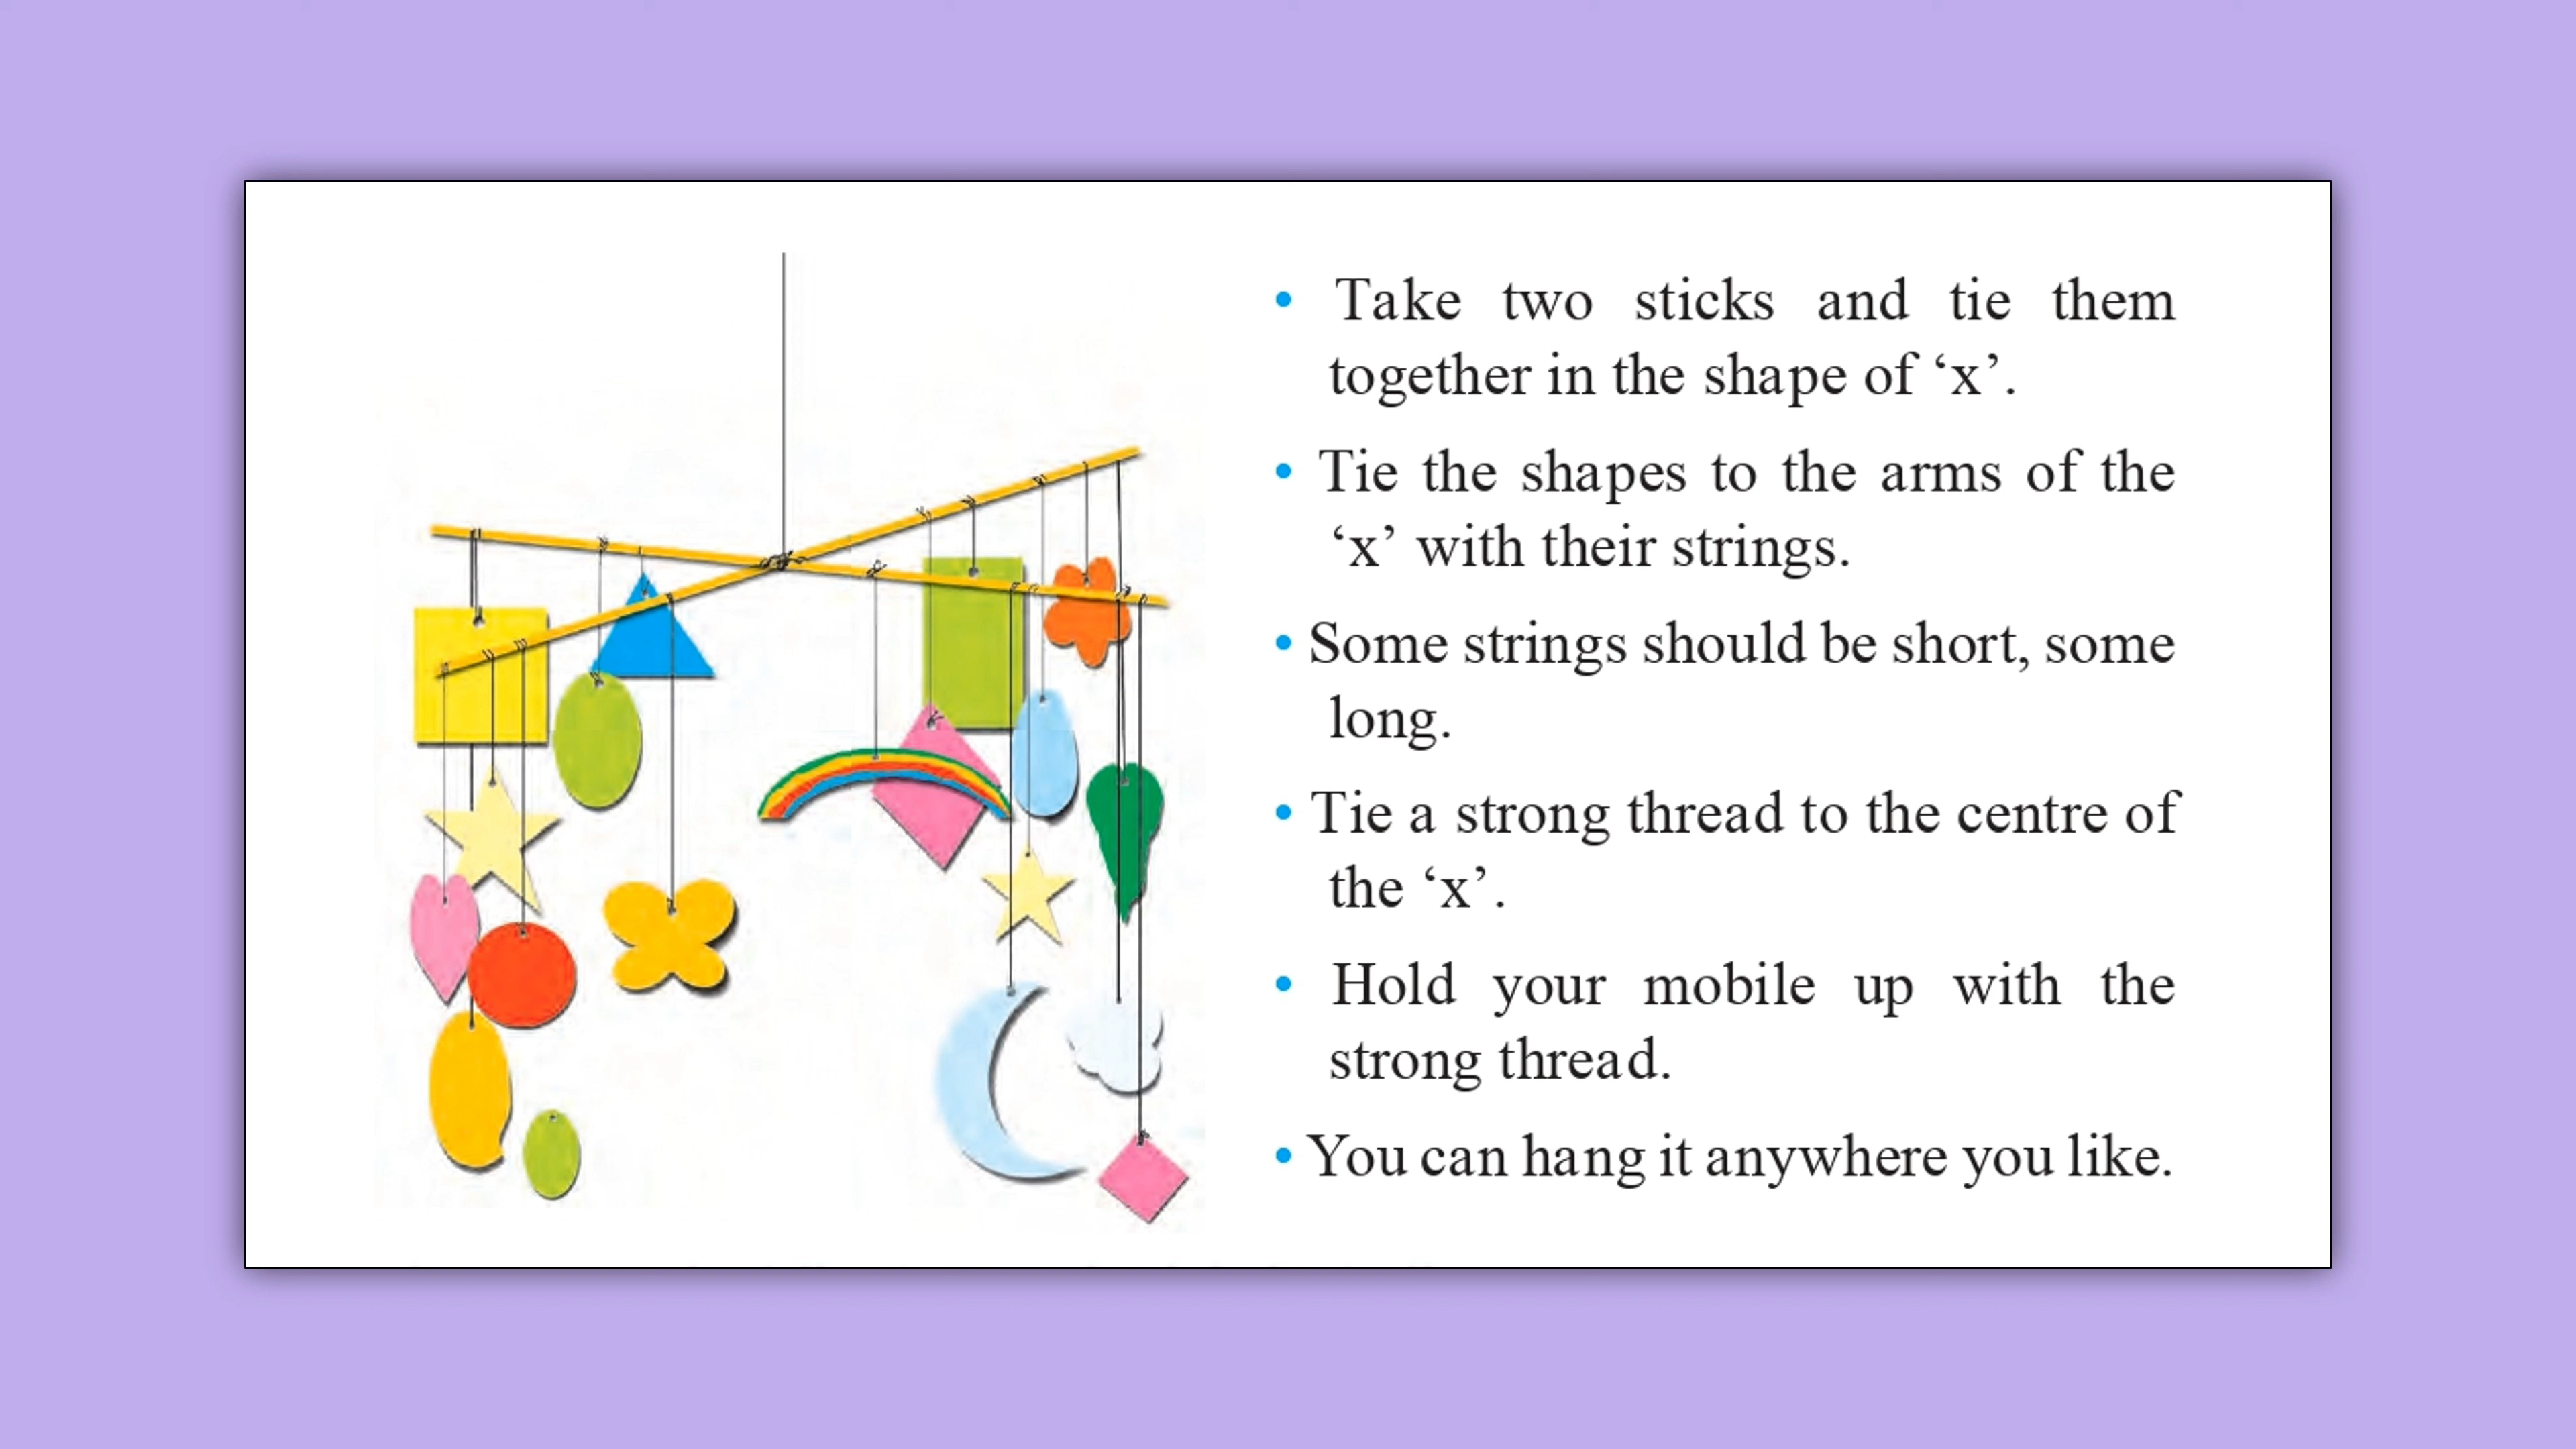 • Take two sticks and tie them
together in the shape of ‘x’.
• Tie the shapes to the arms of the
‘x’ with their strings.
• Some strings should be short, some
long.
• Tie a strong thread to the centre of
the ‘x’.
• Hold your mobile up with the
strong thread.
• You can hang it anywhere you like.